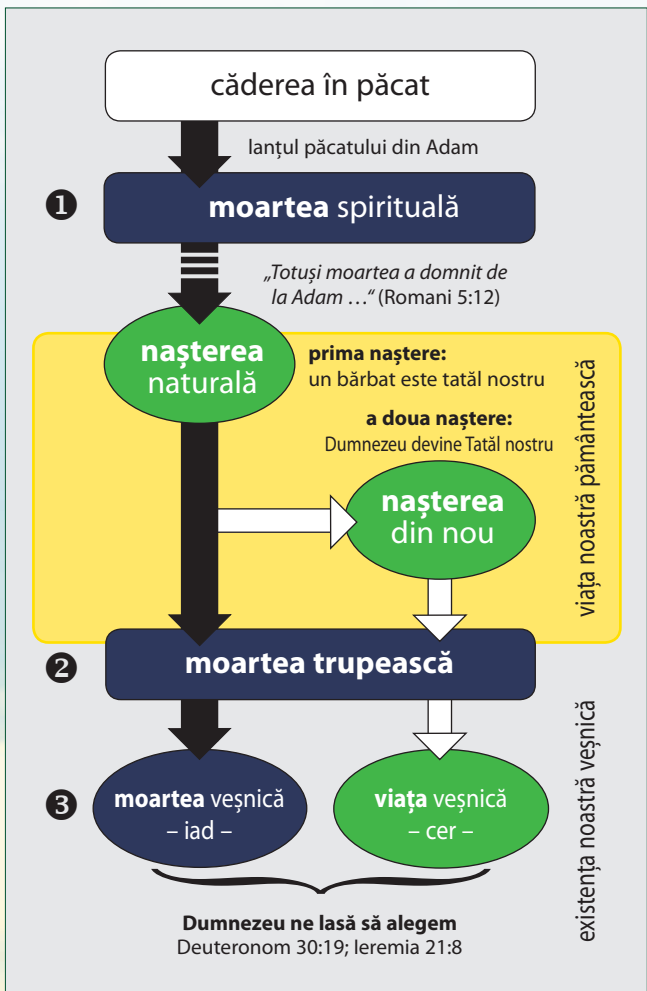 căderea în păcat
lanțul păcatului din Adam
❶
moartea spirituală
„Totuși moartea a domnit de
la Adam …“ (Romani 5:12)
nașterea
naturală
prima naștere:
un bărbat este tatăl nostru
a doua naștere:
Dumnezeu devine Tatăl nostru
nașterea
din nou
viața noastră pământească
❷
moartea trupească
❸
moartea veșnică
– iad –
viața veșnică
– cer –
existența noastră veșnică
Dumnezeu ne lasă să alegem
Deuteronom 30:19; Ieremia 21:8